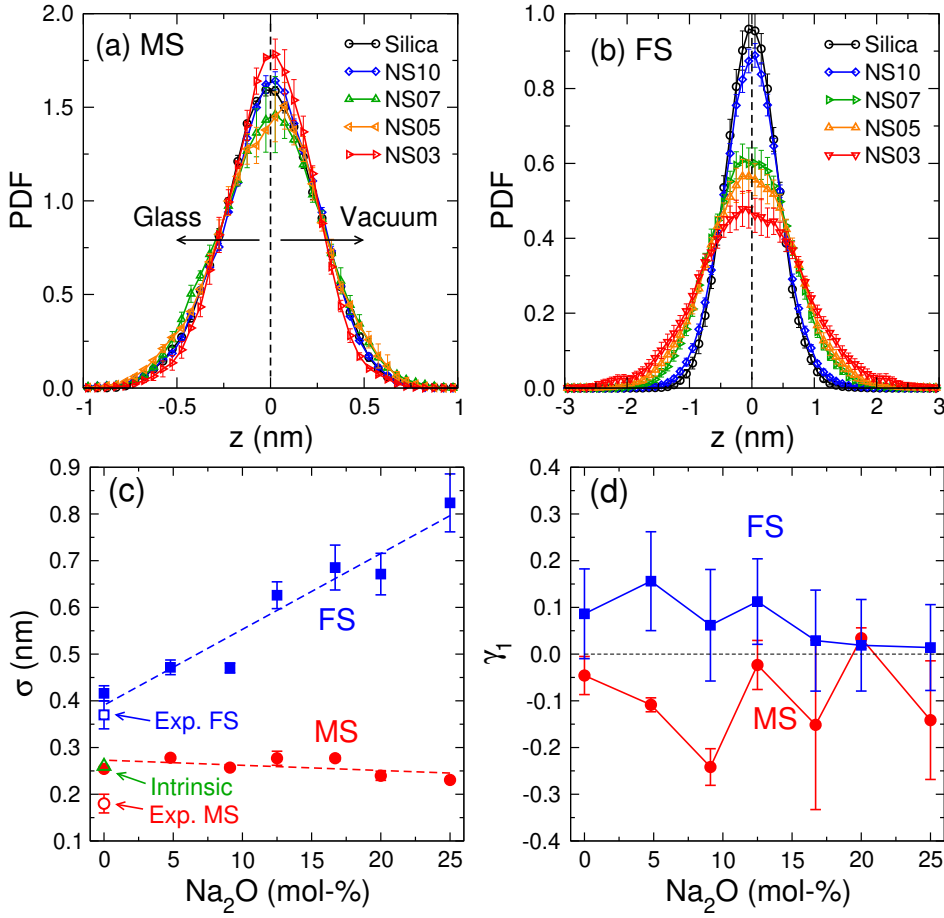 (a) MS
Silica
NS10
NS07
NS05
NS03
Glass
Vacuum
PDF
0.0
0.5
1.0
1.5
2.0
-1
-0.5
0
0.5
1
z (nm)
(b) FS
Silica
NS10
NS07
NS05
NS03
PDF
0.0
0.2
0.4
0.6
0.8
1.0
-3
-2
-1
0
1
2
3
z (nm)
(c)
FS
Exp. FS
MS
Intrinsic
Exp. MS
σ (nm)
0.1
0.2
0.3
0.4
0.5
0.6
0.7
0.8
0.9
0
5
10
15
20
25
Na₂O (mol-%)
(d)
FS
MS
γ₁
-0.4
-0.3
-0.2
-0.1
0.0
0.1
0.2
0.3
0.4
0
5
10
15
20
25
Na₂O (mol-%)